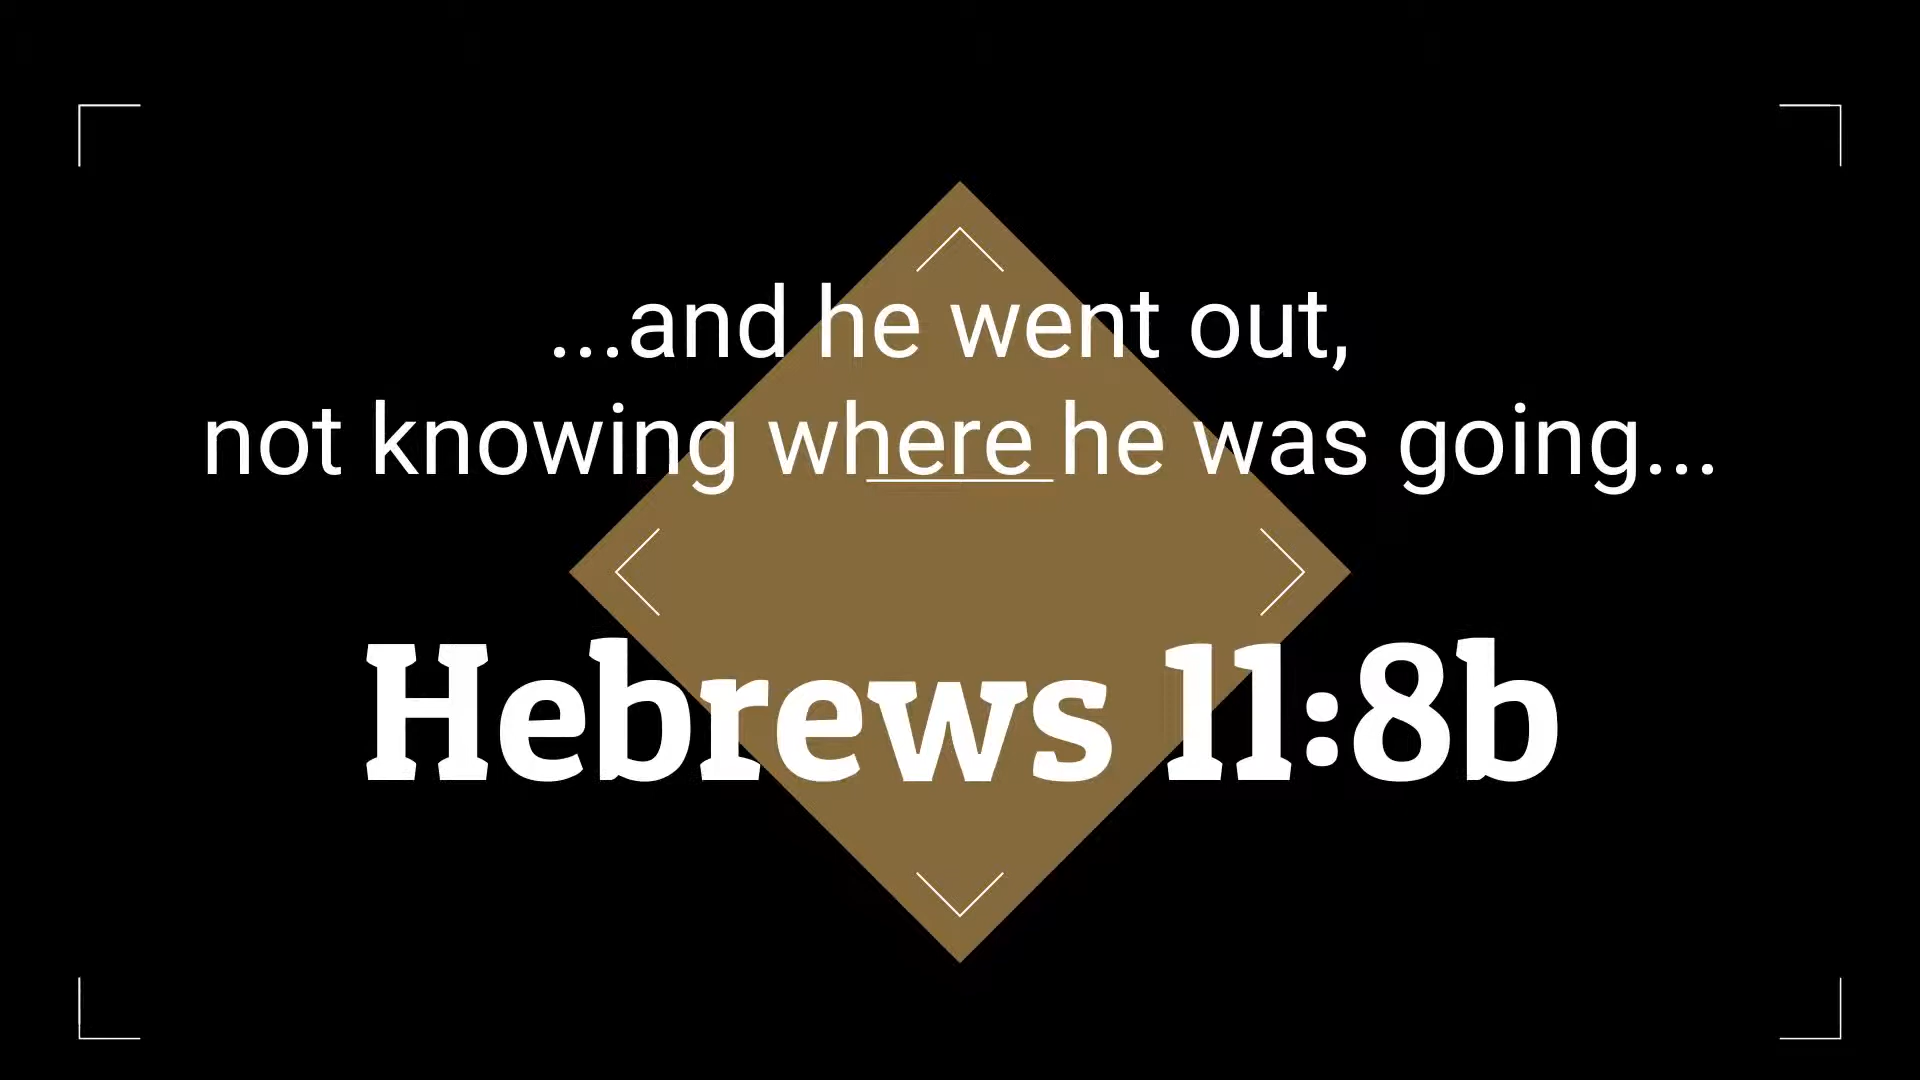 ...and he went out,
not knowing where he was going...
Hebrews 11:8b